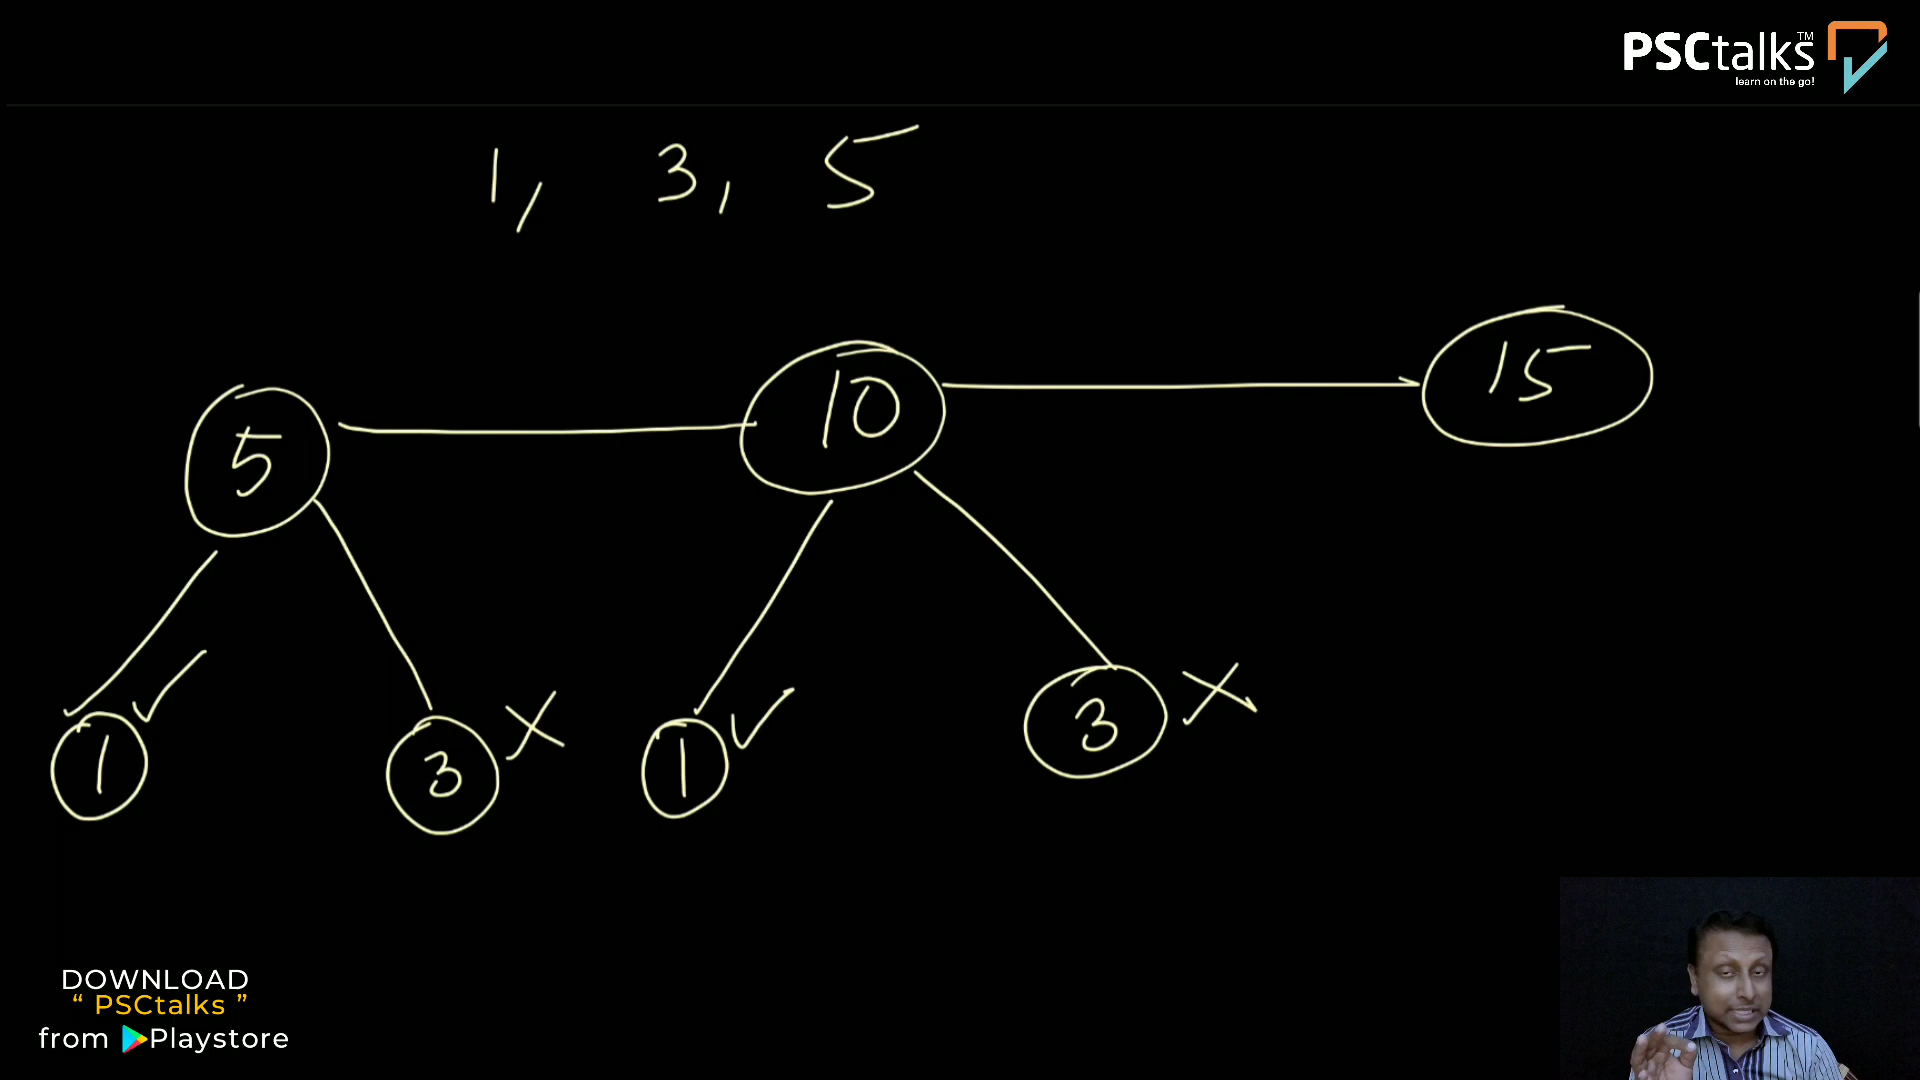 PSCtalks™
learn on the go!
1, 3, 5
5 10 15
1 ✓ 3 X 1 ✓ 3 X
DOWNLOAD
“ PSCtalks ”
from Playstore